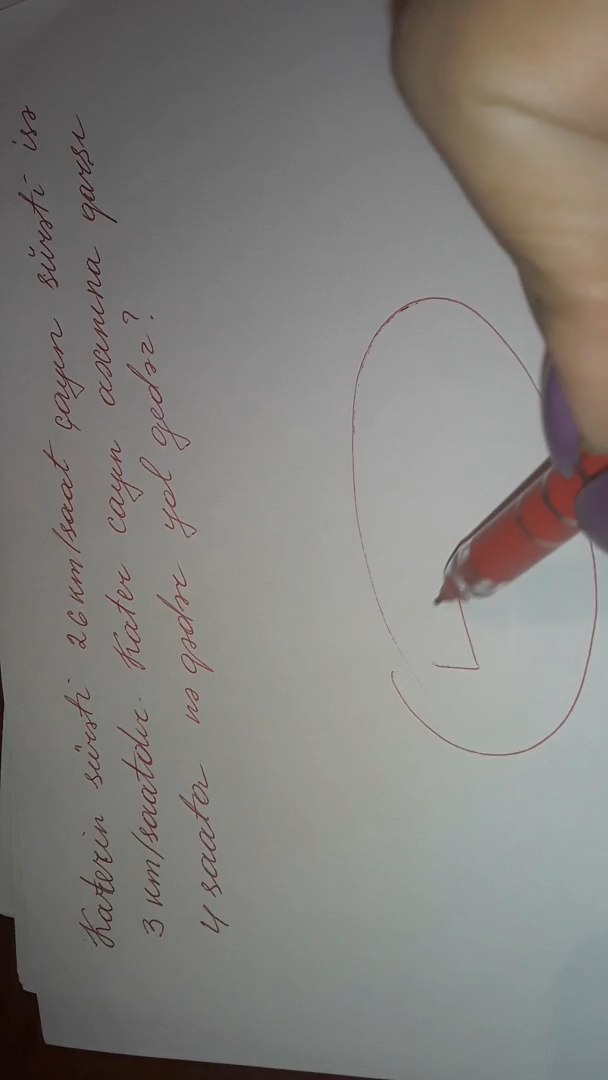 Katerin sürəti 26 km/saat çayın sürəti isə
3 km/saatdır. Kater çayın axınına qarşı
4 saata nə qədər yol gedər?